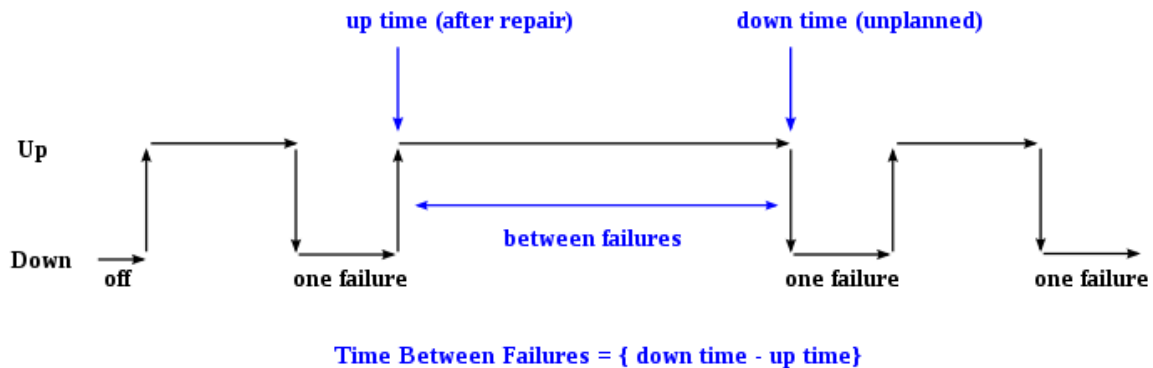 up time (after repair)
down time (unplanned)
Up
between failures
Down
off
one failure
one failure
one failure
Time Between Failures = { down time - up time}